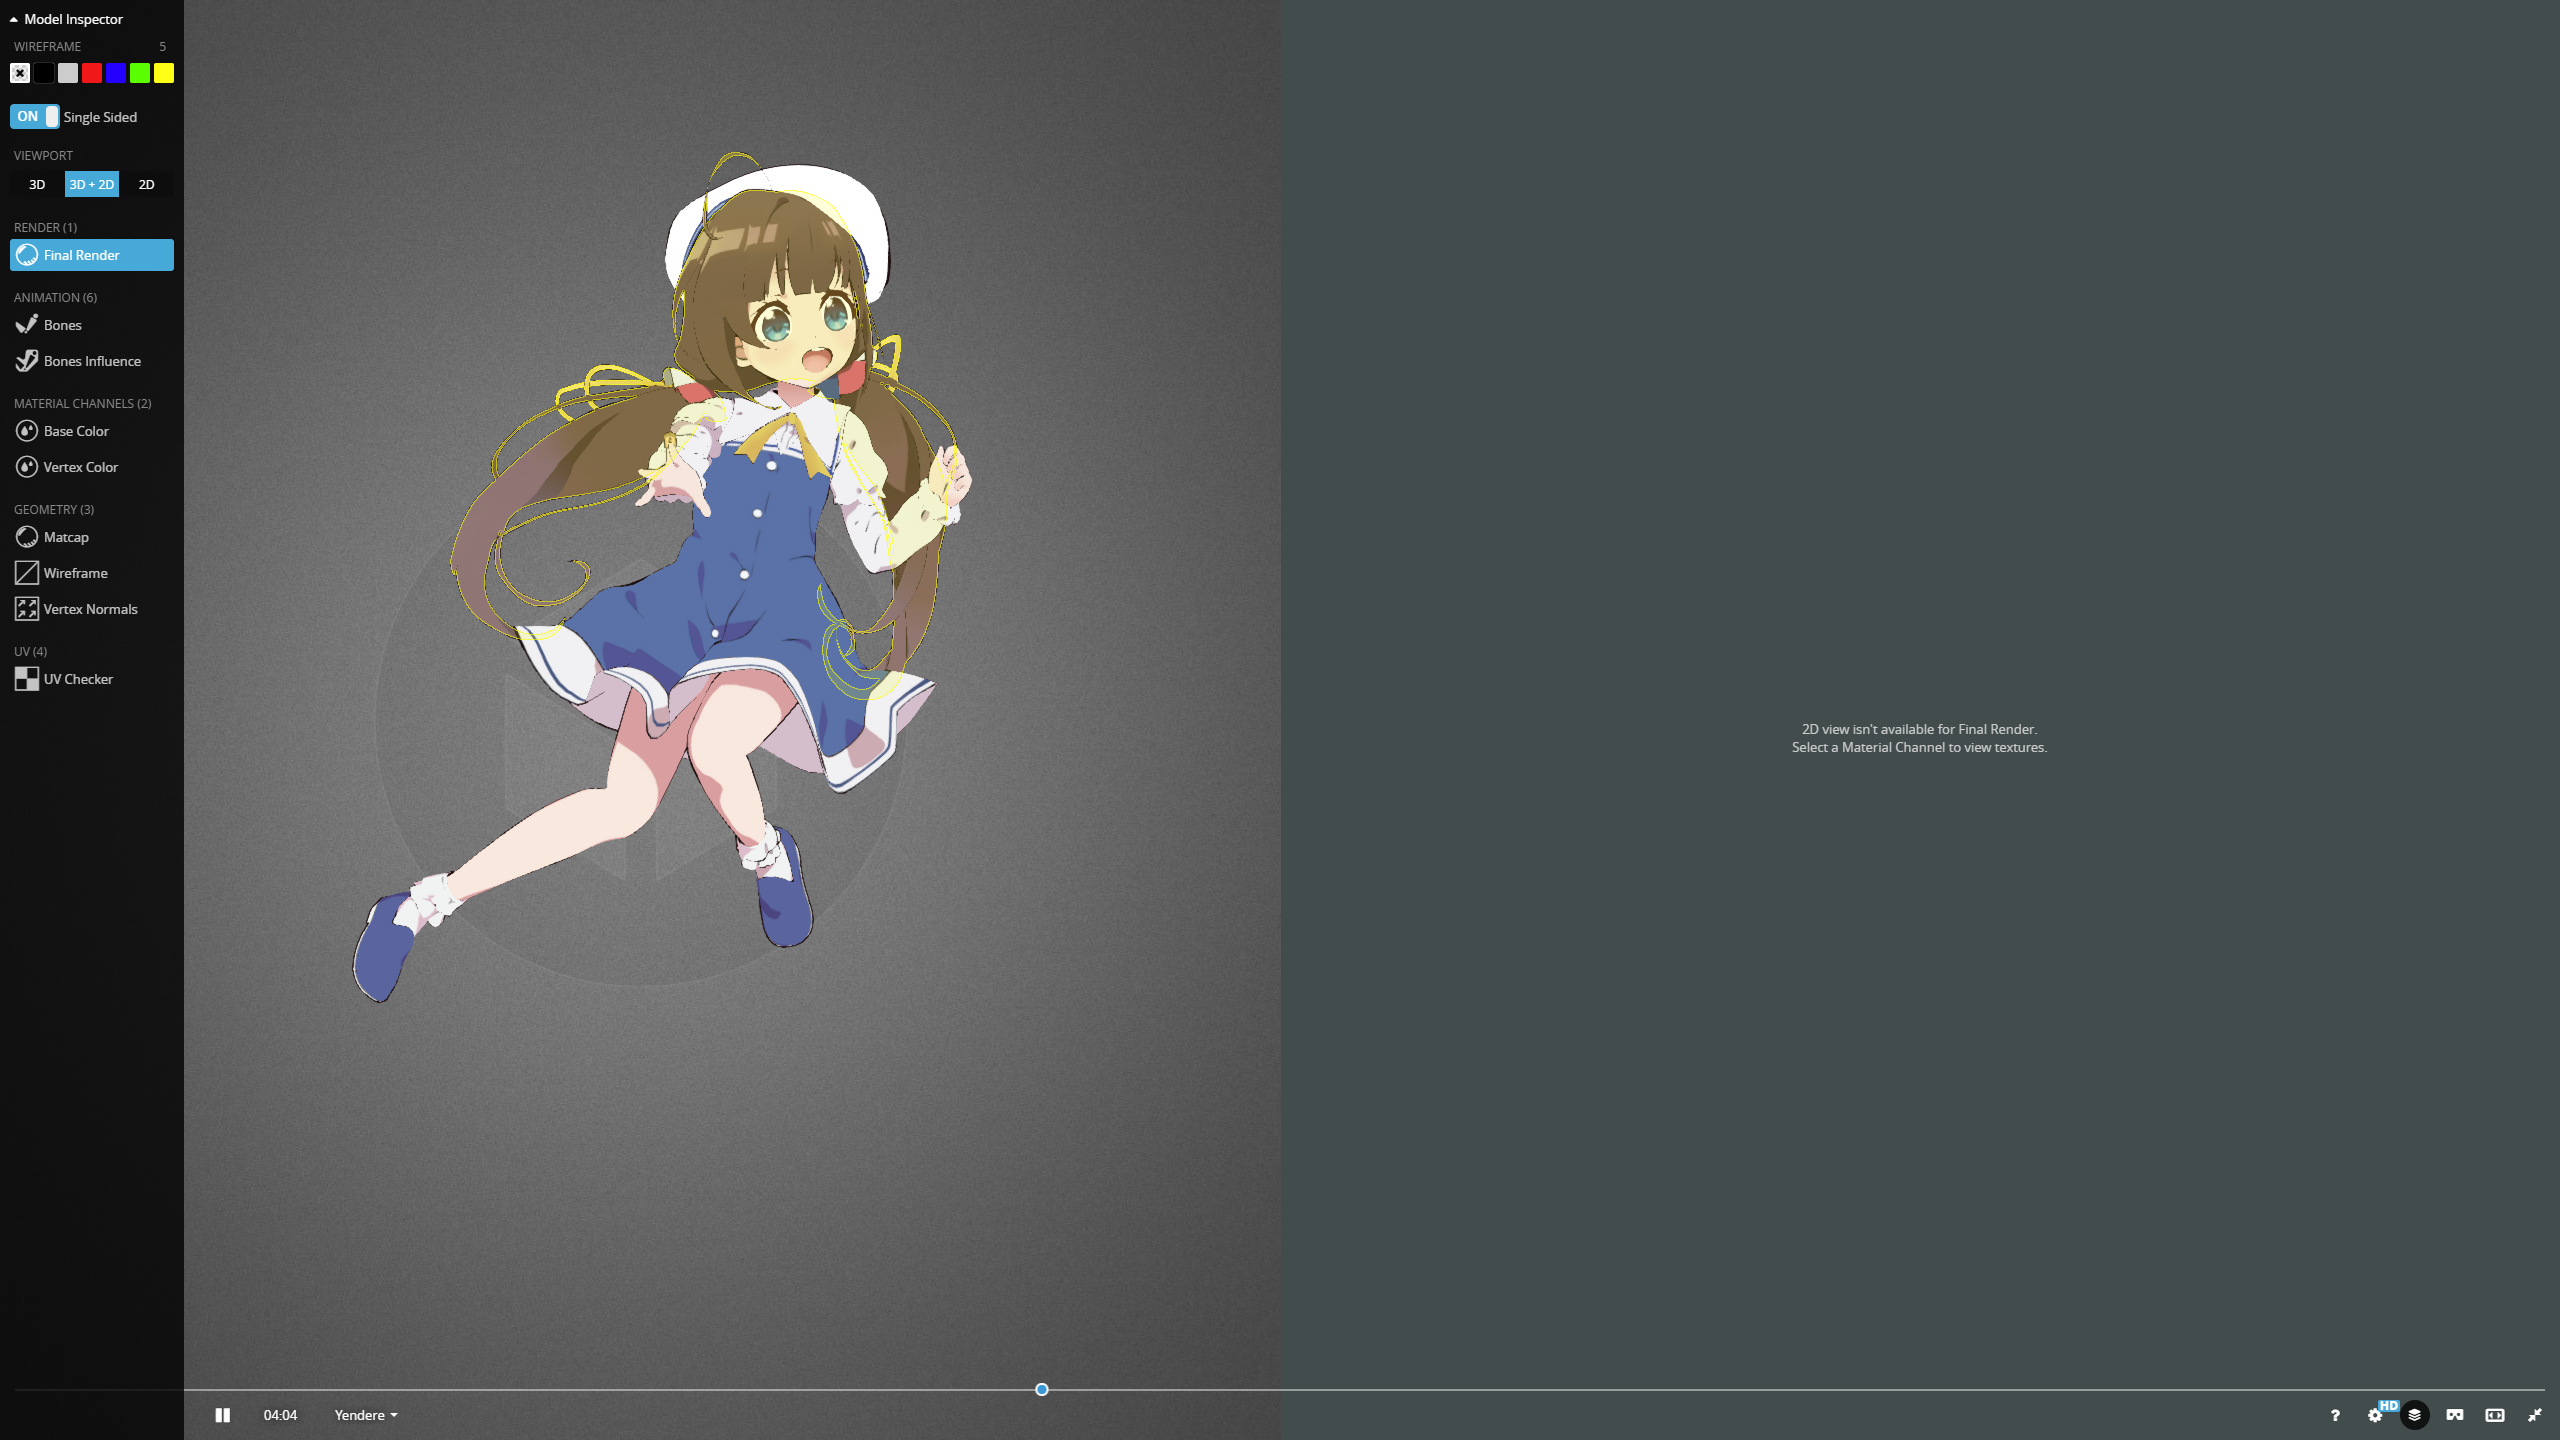 Model Inspector
WIREFRAME 5
ON Single Sided
VIEWPORT
3D 3D + 2D 2D
RENDER (1)
Final Render
ANIMATION (6)
Bones
Bones Influence
MATERIAL CHANNELS (2)
Base Color
Vertex Color
GEOMETRY (3)
Matcap
Wireframe
Vertex Normals
UV (4)
UV Checker
2D view isn't available for Final Render.
Select a Material Channel to view textures.
04:04 Yendere
? HD